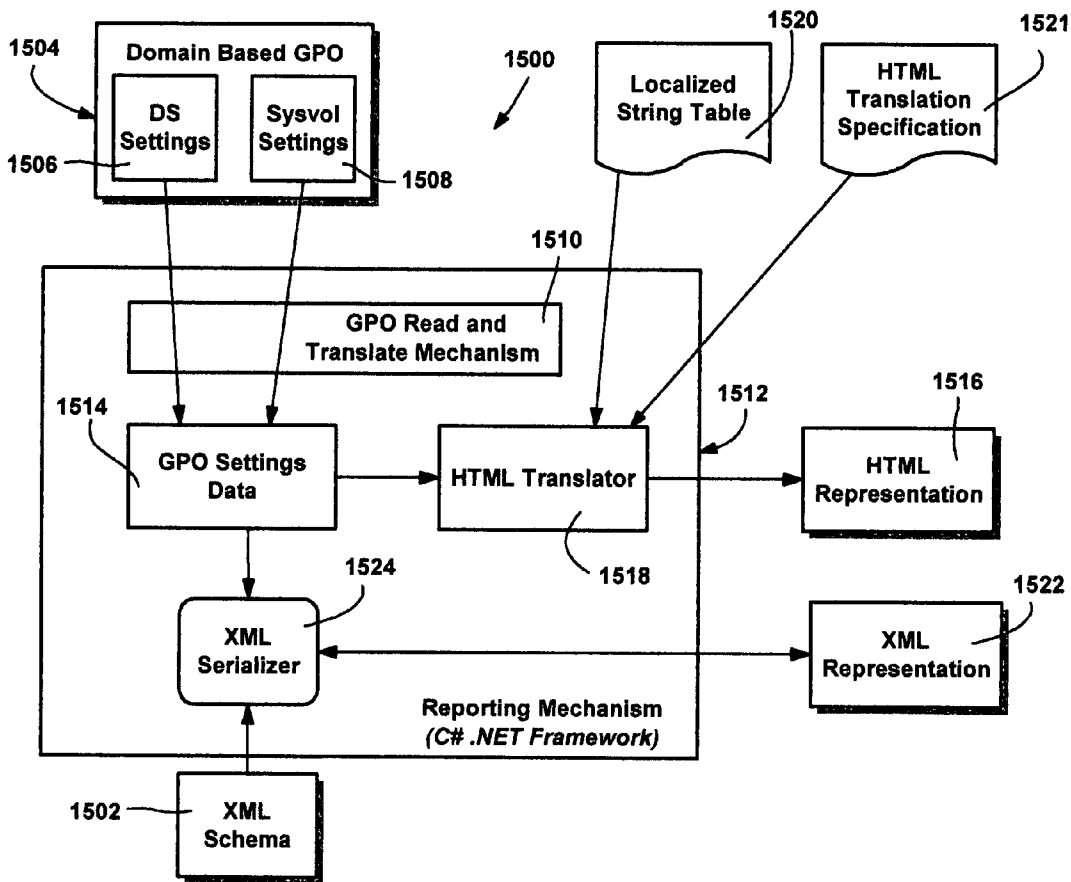 1504
Domain Based GPO
DS
Settings
1506
Sysvol
Settings
1508
1500
Localized
String Table
1520
HTML
Translation
Specification
1521
1510
GPO Read and
Translate Mechanism
1514
GPO Settings
Data
HTML Translator
1518
1512
HTML
Representation
1516
1524
XML
Serializer
XML
Representation
1522
Reporting Mechanism
(C# .NET Framework)
1502
XML
Schema